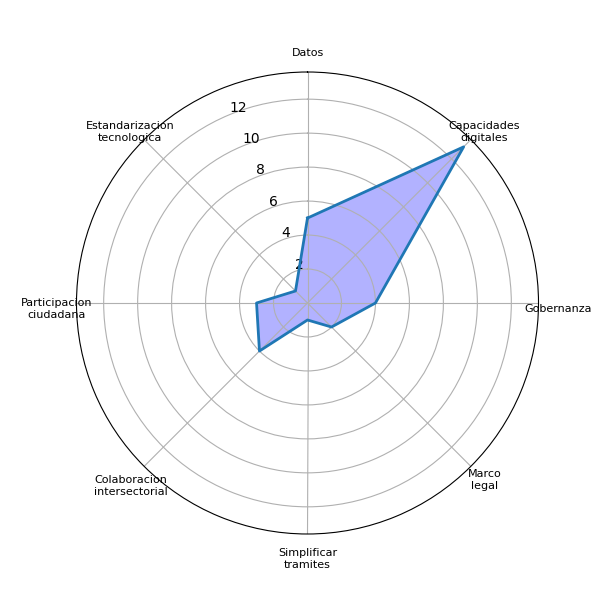 Datos
12
Estandarizacion
tecnologica
Capacidades
digitales
10
8
6
4
2
Participacion
ciudadana
Gobernanza
Colaboracion
intersectorial
Marco
legal
Simplificar
tramites